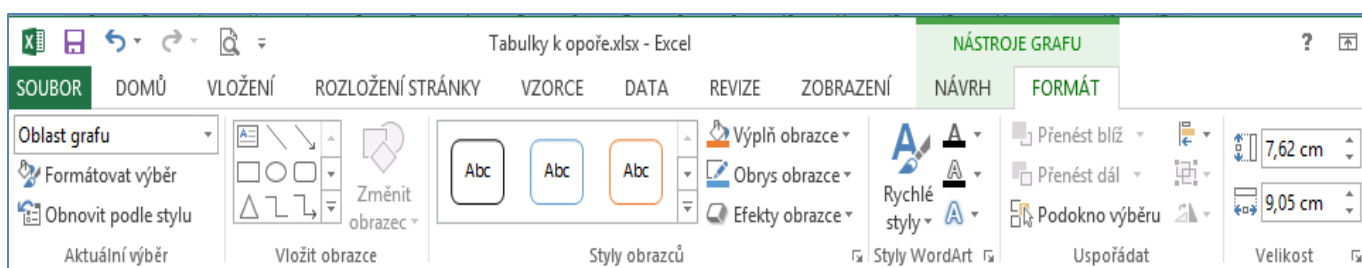 Tabulky k opoře.xlsx - Excel
NÁSTROJE GRAFU
?
SOUBOR DOMŮ VLOŽENÍ ROZLOŽENÍ STRÁNKY VZORCE DATA REVIZE ZOBRAZENÍ NÁVRH FORMÁT
Oblast grafu
Formátovat výběr
Obnovit podle stylu
Aktuální výběr
Změnit
obrazec
Vložit obrazce
Abc Abc Abc
Výplň obrazce
Obrys obrazce
Efekty obrazce
Styly obrazců
Rychlé
styly
A
A
A
Styly WordArt
Přenést blíž
Přenést dál
Podokno výběru
Uspořádat
7,62 cm
9,05 cm
Velikost